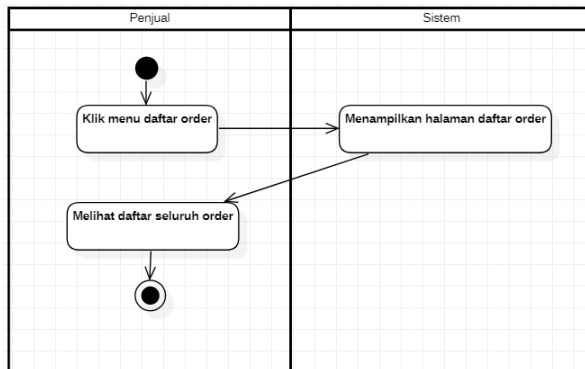 Penjual
Sistem
Klik menu daftar order
Menampilkan halaman daftar order
Melihat daftar seluruh order